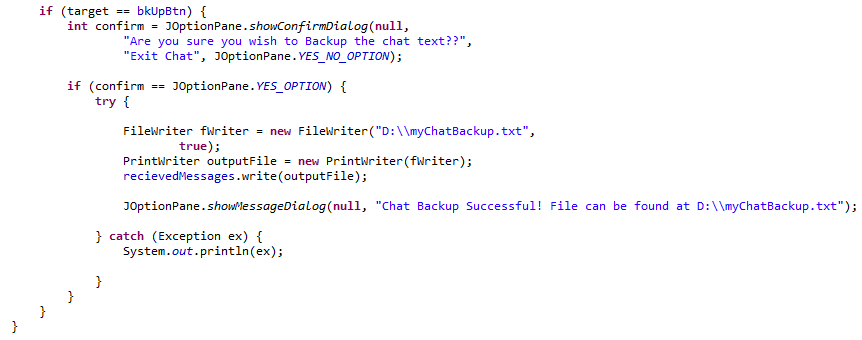 if (target == bkUpBtn) {
int confirm = JOptionPane.showConfirmDialog(null,
"Are you sure you wish to Backup the chat text??",
"Exit Chat", JOptionPane.YES_NO_OPTION);
if (confirm == JOptionPane.YES_OPTION) {
try {
FileWriter fWriter = new FileWriter("D:\\myChatBackup.txt",
true);
PrintWriter outputFile = new PrintWriter(fWriter);
recievedMessages.write(outputFile);
JOptionPane.showMessageDialog(null, "Chat Backup Successful! File can be found at D:\\myChatBackup.txt");
} catch (Exception ex) {
System.out.println(ex);
}
}
}
}